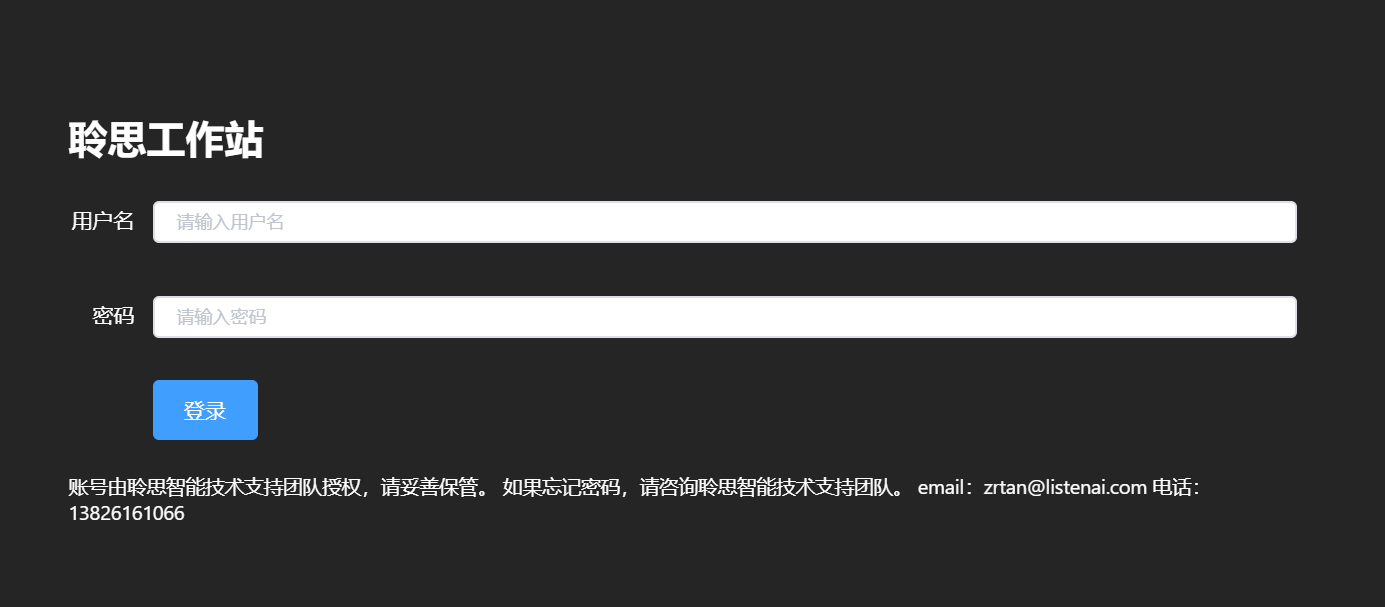 聆思工作站
用户名 请输入用户名
密码 请输入密码
登录
账号由聆思智能技术支持团队授权，请妥善保管。 如果忘记密码，请咨询聆思智能技术支持团队。 email：zrtan@listenai.com 电话：
13826161066